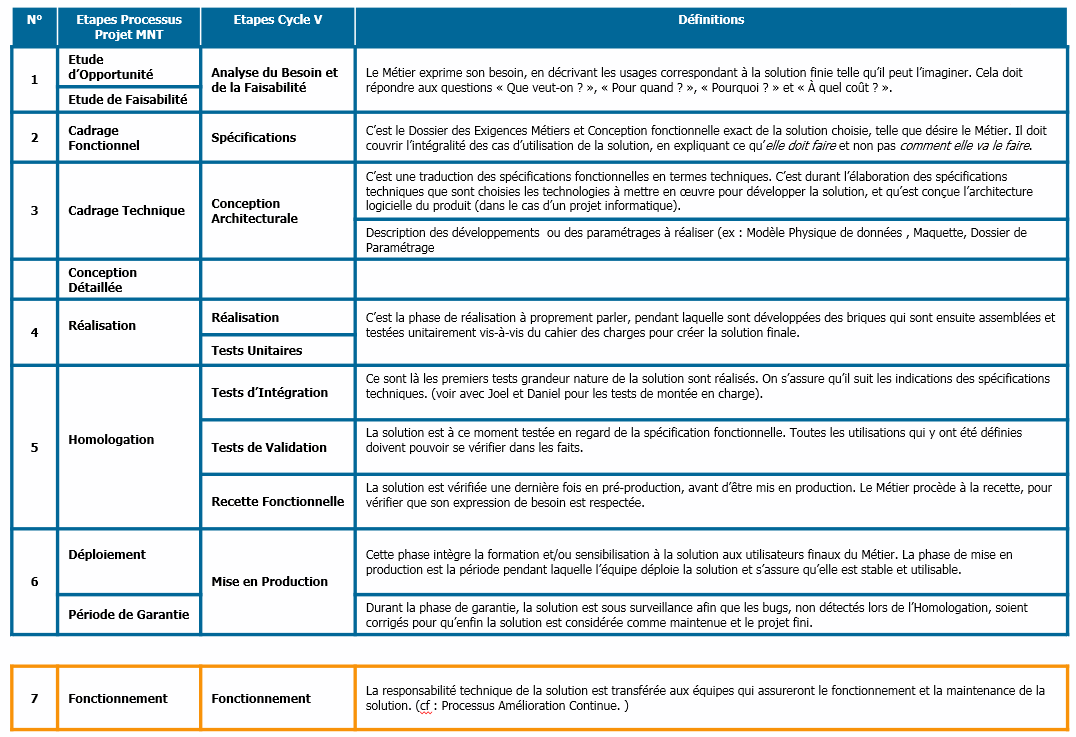 N°
Etapes Processus
Projet MNT
Etapes Cycle V
Définitions
1
Etude
d'Opportunité
Etude de Faisabilité
Analyse du Besoin et
de la Faisabilité
Le Métier exprime son besoin, en décrivant les usages correspondant à la solution finie telle qu'il peut l'imaginer. Cela doit
répondre aux questions « Que veut-on ? », « Pour quand ? », « Pourquoi ? » et « À quel coût ? ».
2
Cadrage
Fonctionnel
Spécifications
C'est le Dossier des Exigences Métiers et Conception fonctionnelle exact de la solution choisie, telle que désire le Métier. Il doit
couvrir l'intégralité des cas d'utilisation de la solution, en expliquant ce qu'elle doit faire et non pas comment elle va le faire.
3
Cadrage Technique
Conception
Architecturale
C'est une traduction des spécifications fonctionnelles en termes techniques. C'est durant l'élaboration des spécifications
techniques que sont choisies les technologies à mettre en œuvre pour développer la solution, et qu'est conçue l'architecture
logicielle du produit (dans le cas d'un projet informatique).
Description des développements  ou des paramétrages à réaliser (ex : Modèle Physique de données , Maquette, Dossier de
Paramétrage
Conception
Détaillée
4
Réalisation
Réalisation
Tests Unitaires
C'est la phase de réalisation à proprement parler, pendant laquelle sont développées des briques qui sont ensuite assemblées et
testées unitairement vis-à-vis du cahier des charges pour créer la solution finale.
5
Homologation
Tests d'Intégration
Ce sont là les premiers tests grandeur nature de la solution sont réalisés. On s'assure qu'il suit les indications des spécifications
techniques. (voir avec Joel et Daniel pour les tests de montée en charge).
Tests de Validation
La solution est à ce moment testée en regard de la spécification fonctionnelle. Toutes les utilisations qui y ont été définies
doivent pouvoir se vérifier dans les faits.
Recette Fonctionnelle
La solution est vérifiée une dernière fois en pré-production, avant d'être mis en production. Le Métier procède à la recette, pour
vérifier que son expression de besoin est respectée.
6
Déploiement
Mise en Production
Cette phase intègre la formation et/ou sensibilisation à la solution aux utilisateurs finaux du Métier. La phase de mise en
production est la période pendant laquelle l'équipe déploie la solution et s'assure qu'elle est stable et utilisable.
Période de Garantie
Durant la phase de garantie, la solution est sous surveillance afin que les bugs, non détectés lors de l'Homologation, soient
corrigés pour qu'enfin la solution est considérée comme maintenue et le projet fini.
7
Fonctionnement
Fonctionnement
La responsabilité technique de la solution est transférée aux équipes qui assureront le fonctionnement et la maintenance de la
solution. (cf : Processus Amélioration Continue. )